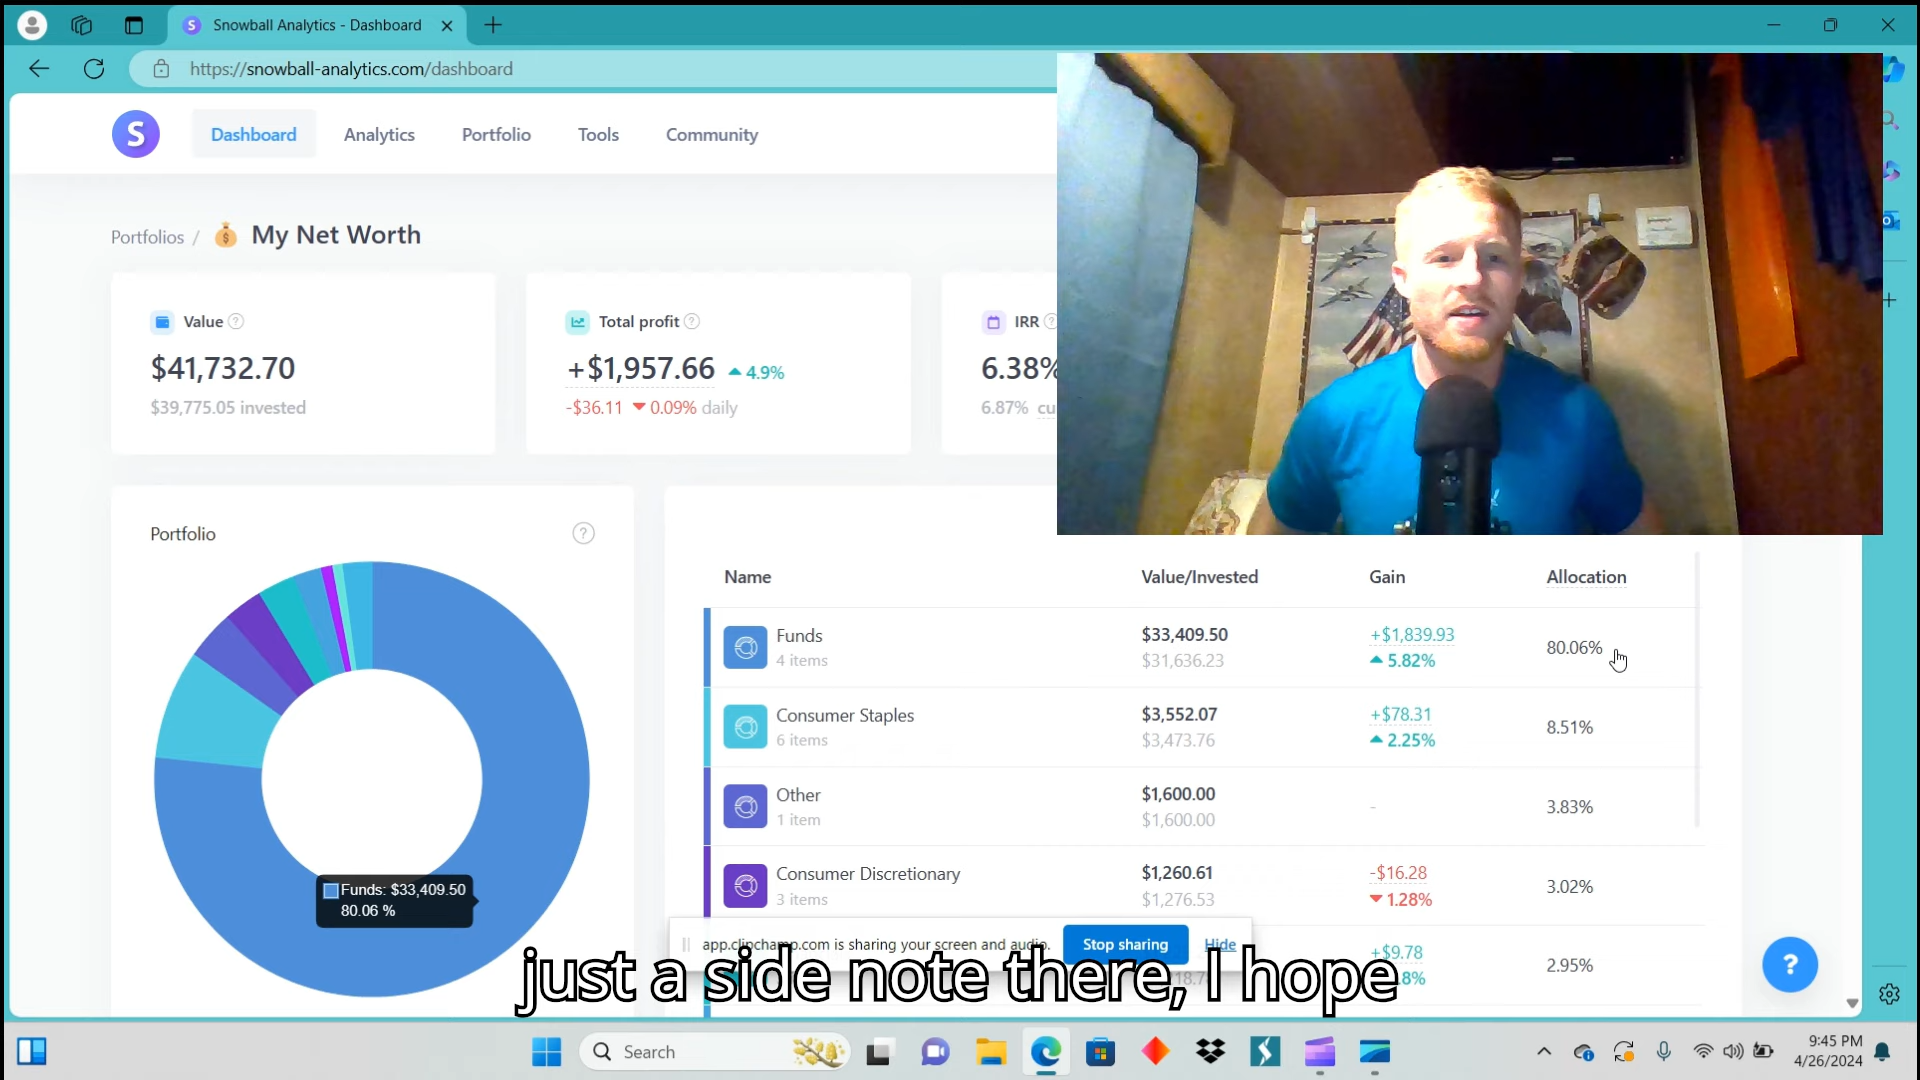 Snowball Analytics - Dashboard
https://snowball-analytics.com/dashboard
S
Dashboard
Analytics
Portfolio
Tools
Community
Portfolios / My Net Worth
Value
$41,732.70
$39,775.05 invested
Total profit
+$1,957.66 4.9%
-$36.11 0.09% daily
IRR
6.38%
6.87% cu
Portfolio
Funds: $33,409.50
80.06 %
Name Value/Invested Gain Allocation
Funds $33,409.50 +$1,839.93 80.06%
4 items $31,636.23 5.82%
Consumer Staples $3,552.07 +$78.31 8.51%
6 items $3,473.76 2.25%
Other $1,600.00 - 3.83%
1 item $1,600.00
Consumer Discretionary $1,260.61 -$16.28 3.02%
3 items $1,276.53 1.28%
+$9.78 2.95%
app.clipchamp.com is sharing your screen and audio. Stop sharing Hide
just a side note there, I hope
Search
9:45 PM
4/26/2024